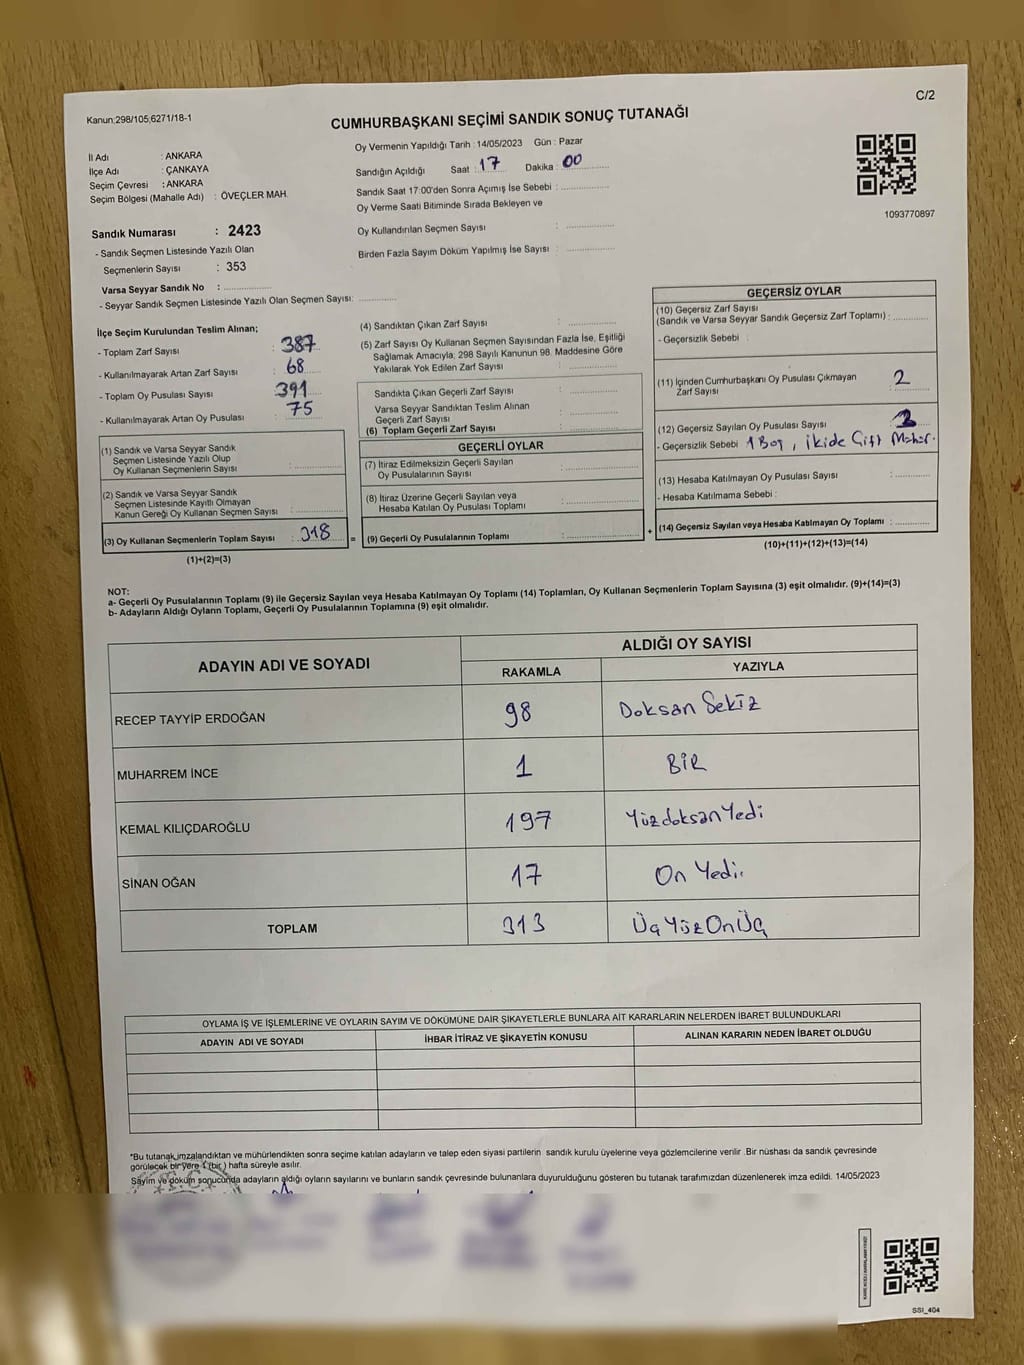 C/2
Kanun:298/105,6271/18-1
CUMHURBAŞKANI SEÇİMİ SANDIK SONUÇ TUTANAĞI
İl Adı : ANKARA
İlçe Adı : ÇANKAYA
Seçim Çevresi : ANKARA
Seçim Bölgesi (Mahalle Adı) : ÖVEÇLER MAH.
Sandık Numarası : 2423
- Sandık Seçmen Listesinde Yazılı Olan
Seçmenlerin Sayısı : 353
Varsa Seyyar Sandık No :
- Seyyar Sandık Seçmen Listesinde Yazılı Olan Seçmen Sayısı:
Oy Vermenin Yapıldığı Tarih : 14/05/2023 Gün : Pazar
Sandığın Açıldığı Saat : 17 Dakika : 00
Sandık Saat 17:00'den Sonra Açımış İse Sebebi :
Oy Verme Saati Bitiminde Sırada Bekleyen ve
Oy Kullandırılan Seçmen Sayısı :
Birden Fazla Sayım Döküm Yapılmış İse Sayısı :
1093770897
İlçe Seçim Kurulundan Teslim Alınan;
- Toplam Zarf Sayısı : 387
- Kullanılmayarak Artan Zarf Sayısı : 68
- Toplam Oy Pusulası Sayısı : 391
- Kullanılmayarak Artan Oy Pusulası : 75
(1) Sandık ve Varsa Seyyar Sandık
Seçmen Listesinde Yazılı Olup
Oy Kullanan Seçmenlerin Sayısı :
(2) Sandık ve Varsa Seyyar Sandık
Seçmen Listesinde Kayıtlı Olmayan
Kanun Gereği Oy Kullanan Seçmen Sayısı :
(3) Oy Kullanan Seçmenlerin Toplam Sayısı : 318 =
(1)+(2)=(3)
(4) Sandıktan Çıkan Zarf Sayısı :
(5) Zarf Sayısı Oy Kullanan Seçmen Sayısından Fazla İse, Eşitliği
Sağlamak Amacıyla; 298 Sayılı Kanunun 98. Maddesine Göre
Yakılarak Yok Edilen Zarf Sayısı :
Sandıkta Çıkan Geçerli Zarf Sayısı :
Varsa Seyyar Sandıktan Teslim Alınan
Geçerli Zarf Sayısı :
(6) Toplam Geçerli Zarf Sayısı :
GEÇERLİ OYLAR
(7) İtiraz Edilmeksizin Geçerli Sayılan
Oy Pusulalarının Sayısı :
(8) İtiraz Üzerine Geçerli Sayılan veya
Hesaba Katılan Oy Pusulası Toplamı :
(9) Geçerli Oy Pusulalarının Toplamı : +
GEÇERSİZ OYLAR
(10) Geçersiz Zarf Sayısı
(Sandık ve Varsa Seyyar Sandık Geçersiz Zarf Toplamı) :
- Geçersizlik Sebebi :
(11) İçinden Cumhurbaşkanı Oy Pusulası Çıkmayan
Zarf Sayısı : 2
(12) Geçersiz Sayılan Oy Pusulası Sayısı : 3
- Geçersizlik Sebebi 1 Boş, ikide Çift Mühür.
(13) Hesaba Katılmayan Oy Pusulası Sayısı :
- Hesaba Katılmama Sebebi :
(14) Geçersiz Sayılan veya Hesaba Katılmayan Oy Toplamı :
(10)+(11)+(12)+(13)=(14)
NOT:
a- Geçerli Oy Pusulalarının Toplamı (9) ile Geçersiz Sayılan veya Hesaba Katılmayan Oy Toplamı (14) Toplamları, Oy Kullanan Seçmenlerin Toplam Sayısına (3) eşit olmalıdır. (9)+(14)=(3)
b- Adayların Aldığı Oyların Toplamı, Geçerli Oy Pusulalarının Toplamına (9) eşit olmalıdır.
ADAYIN ADI VE SOYADI ALDIĞI OY SAYISI
RAKAMLA YAZIYLA
RECEP TAYYİP ERDOĞAN 98 Doksan Sekiz
MUHARREM İNCE 1 BİR
KEMAL KILIÇDAROĞLU 197 Yüzdoksan Yedi
SİNAN OĞAN 17 On Yedi.
TOPLAM 313 Üç Yüz On Üç
OYLAMA İŞ VE İŞLEMLERİNE VE OYLARIN SAYIM VE DÖKÜMÜNE DAİR ŞİKAYETLERLE BUNLARA AİT KARARLARIN NELERDEN İBARET BULUNDUKLARI
ADAYIN ADI VE SOYADI İHBAR İTİRAZ VE ŞİKAYETİN KONUSU ALINAN KARARIN NEDEN İBARET OLDUĞU
*Bu tutanak,imzalandıktan ve mühürlendikten sonra seçime katılan adayların ve talep eden siyasi partilerin sandık kurulu üyelerine veya gözlemcilerine verilir .Bir nüshası da sandık çevresinde
görülecek bir yere 1 (bir ) hafta süreyle asılır.
Sayım ve döküm sonucunda adayların aldığı oyların sayılarını ve bunların sandık çevresinde bulunanlara duyurulduğunu gösteren bu tutanak tarafımızdan düzenlenerek imza edildi. 14/05/2023
SSİ_404